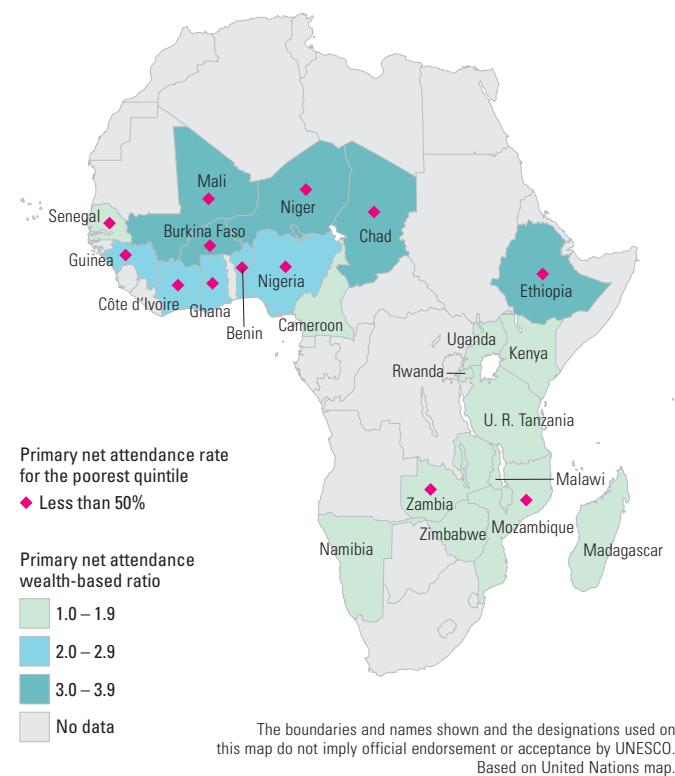 Mali
Niger
Senegal
Burkina Faso
Chad
Guinea
Nigeria
Ethiopia
Côte d'Ivoire
Ghana
Benin
Cameroon
Uganda
Kenya
Rwanda
U. R. Tanzania
Primary net attendance rate
for the poorest quintile
Less than 50%
Malawi
Zambia
Mozambique
Zimbabwe
Namibia
Madagascar
Primary net attendance
wealth-based ratio
1.0 – 1.9
2.0 – 2.9
3.0 – 3.9
No data
The boundaries and names shown and the designations used on
this map do not imply official endorsement or acceptance by UNESCO.
Based on United Nations map.